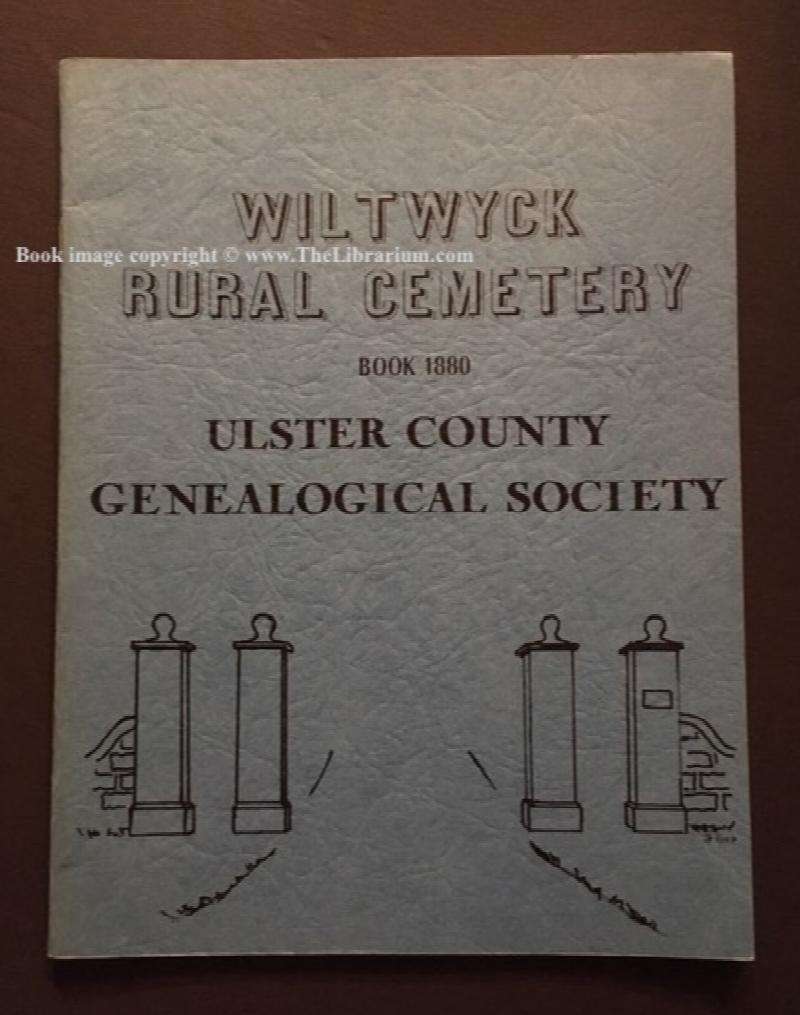 WILTWYCK
Book image copyright © www.TheLibrarium.com
RURAL CEMETERY
BOOK 1880
ULSTER COUNTY
GENEALOGICAL SOCIETY